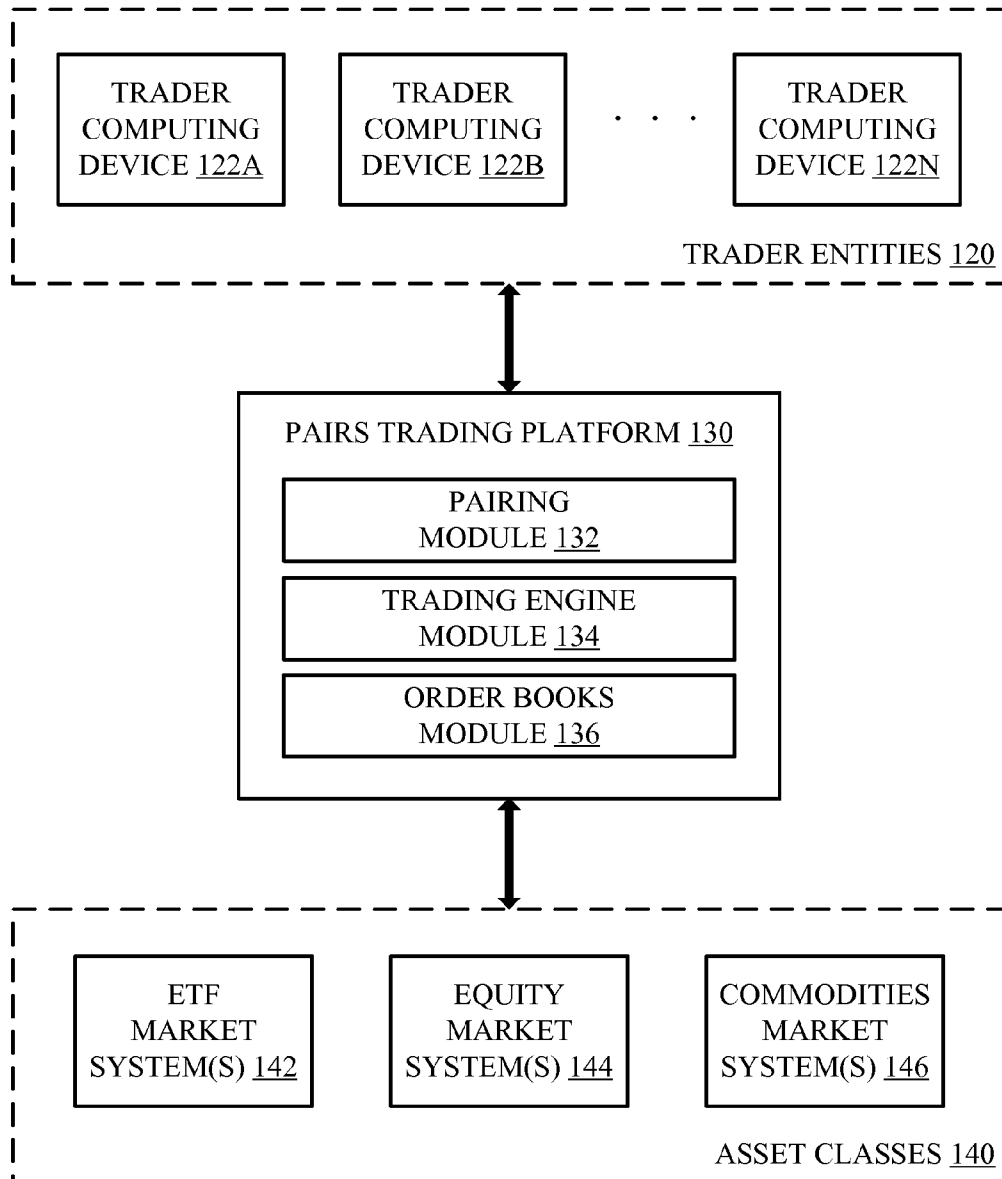 TRADER
COMPUTING
DEVICE 122A
TRADER
COMPUTING
DEVICE 122B
. . .
TRADER
COMPUTING
DEVICE 122N
TRADER ENTITIES 120
PAIRS TRADING PLATFORM 130
PAIRING
MODULE 132
TRADING ENGINE
MODULE 134
ORDER BOOKS
MODULE 136
ETF
MARKET
SYSTEM(S) 142
EQUITY
MARKET
SYSTEM(S) 144
COMMODITIES
MARKET
SYSTEM(S) 146
ASSET CLASSES 140